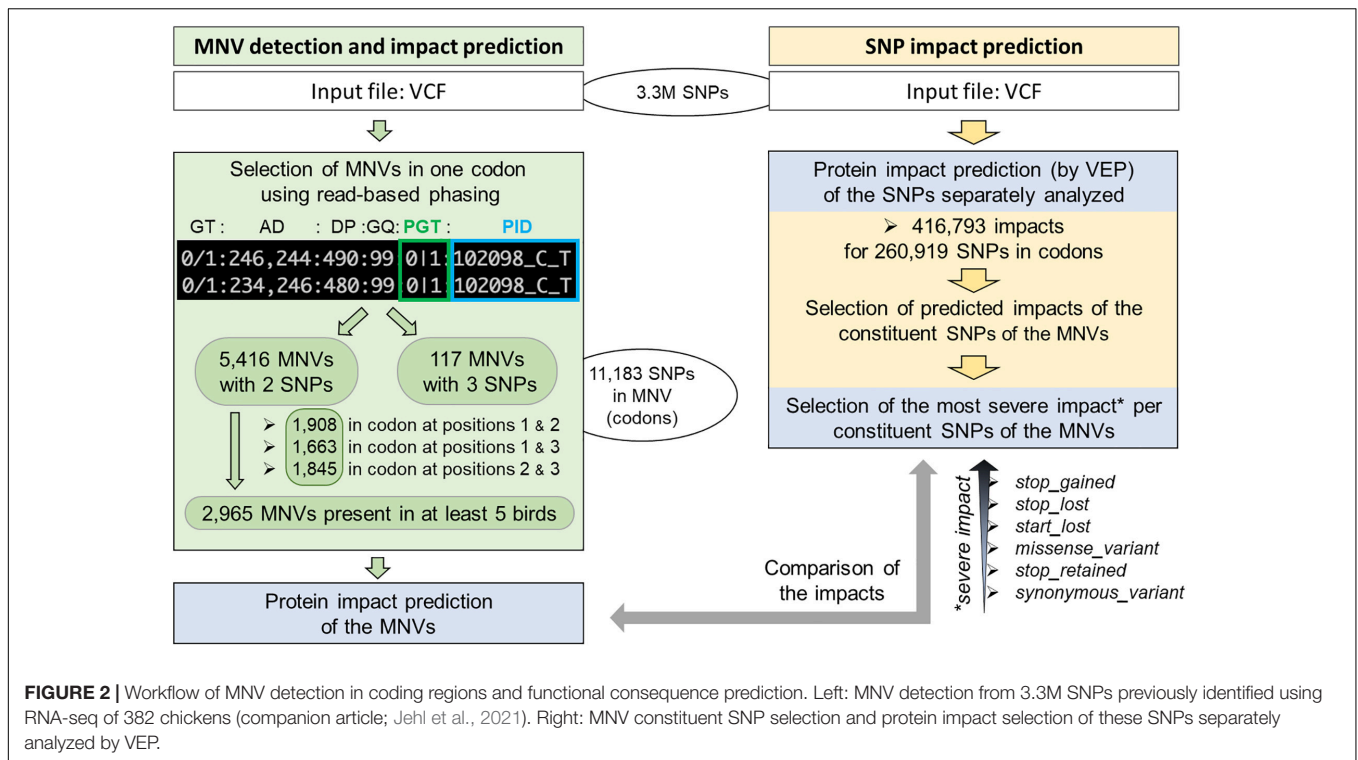 MNV detection and impact prediction
Input file: VCF
3.3M SNPs
SNP impact prediction
Input file: VCF
Selection of MNVs in one codon
using read-based phasing
GT : AD : DP :GQ: PGT : PID
0/1:246,244:490:99:0|1:102098_C_T
0/1:234,246:480:99:0|1:102098_C_T
5,416 MNVs
with 2 SNPs
117 MNVs
with 3 SNPs
➢ 1,908 in codon at positions 1 & 2
➢ 1,663 in codon at positions 1 & 3
➢ 1,845 in codon at positions 2 & 3
2,965 MNVs present in at least 5 birds
Protein impact prediction
of the MNVs
11,183 SNPs
in MNV
(codons)
Protein impact prediction (by VEP)
of the SNPs separately analyzed
➢ 416,793 impacts
for 260,919 SNPs in codons
Selection of predicted impacts of the
constituent SNPs of the MNVs
Selection of the most severe impact* per
constituent SNPs of the MNVs
Comparison of
the impacts
*severe impact
➢ stop_gained
➢ stop_lost
➢ start_lost
➢ missense_variant
➢ stop_retained
➢ synonymous_variant
FIGURE 2 | Workflow of MNV detection in coding regions and functional consequence prediction. Left: MNV detection from 3.3M SNPs previously identified using
RNA-seq of 382 chickens (companion article; Jehl et al., 2021). Right: MNV constituent SNP selection and protein impact selection of these SNPs separately
analyzed by VEP.